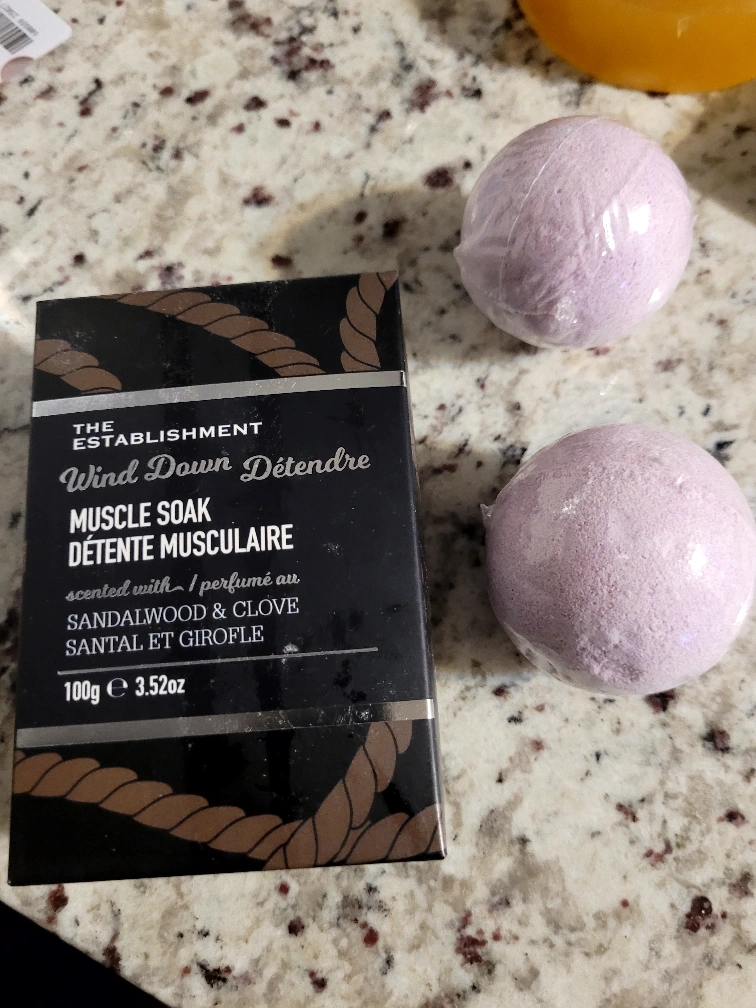 THE
ESTABLISHMENT
Wind Down Détendre
MUSCLE SOAK
DÉTENTE MUSCULAIRE
scented with / perfumé au
SANDALWOOD & CLOVE
SANTAL ET GIROFLE
100g ℮ 3.52oz